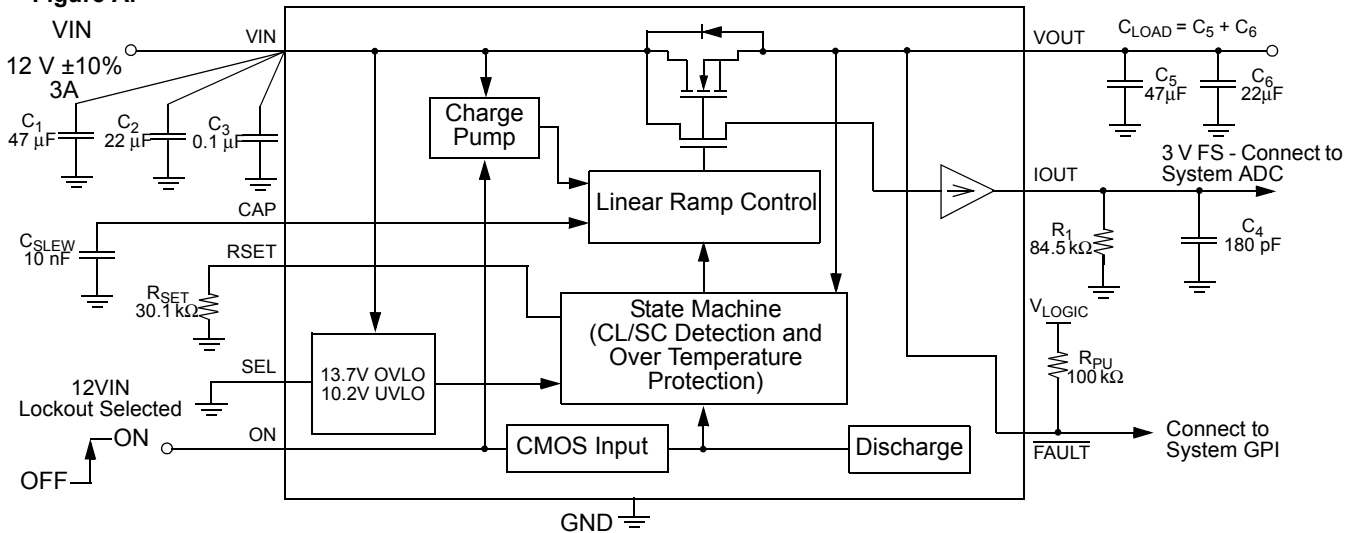 Figure A.
VIN
12 V ±10%
3A
VIN
C1
47 μF
C2
22 μF
C3
0.1 μF
Charge
Pump
VOUT
CLOAD = C5 + C6
C5
47μF
C6
22μF
Linear Ramp Control
IOUT
3 V FS - Connect to
System ADC
R1
84.5 kΩ
C4
180 pF
CAP
CSLEW
10 nF
RSET
RSET
30.1 kΩ
State Machine
(CL/SC Detection and
Over Temperature
Protection)
VLOGIC
RPU
100 kΩ
SEL
13.7V OVLO
10.2V UVLO
12VIN
Lockout Selected
ON
OFF
ON
CMOS Input
Discharge
FAULT
Connect to
System GPI
GND